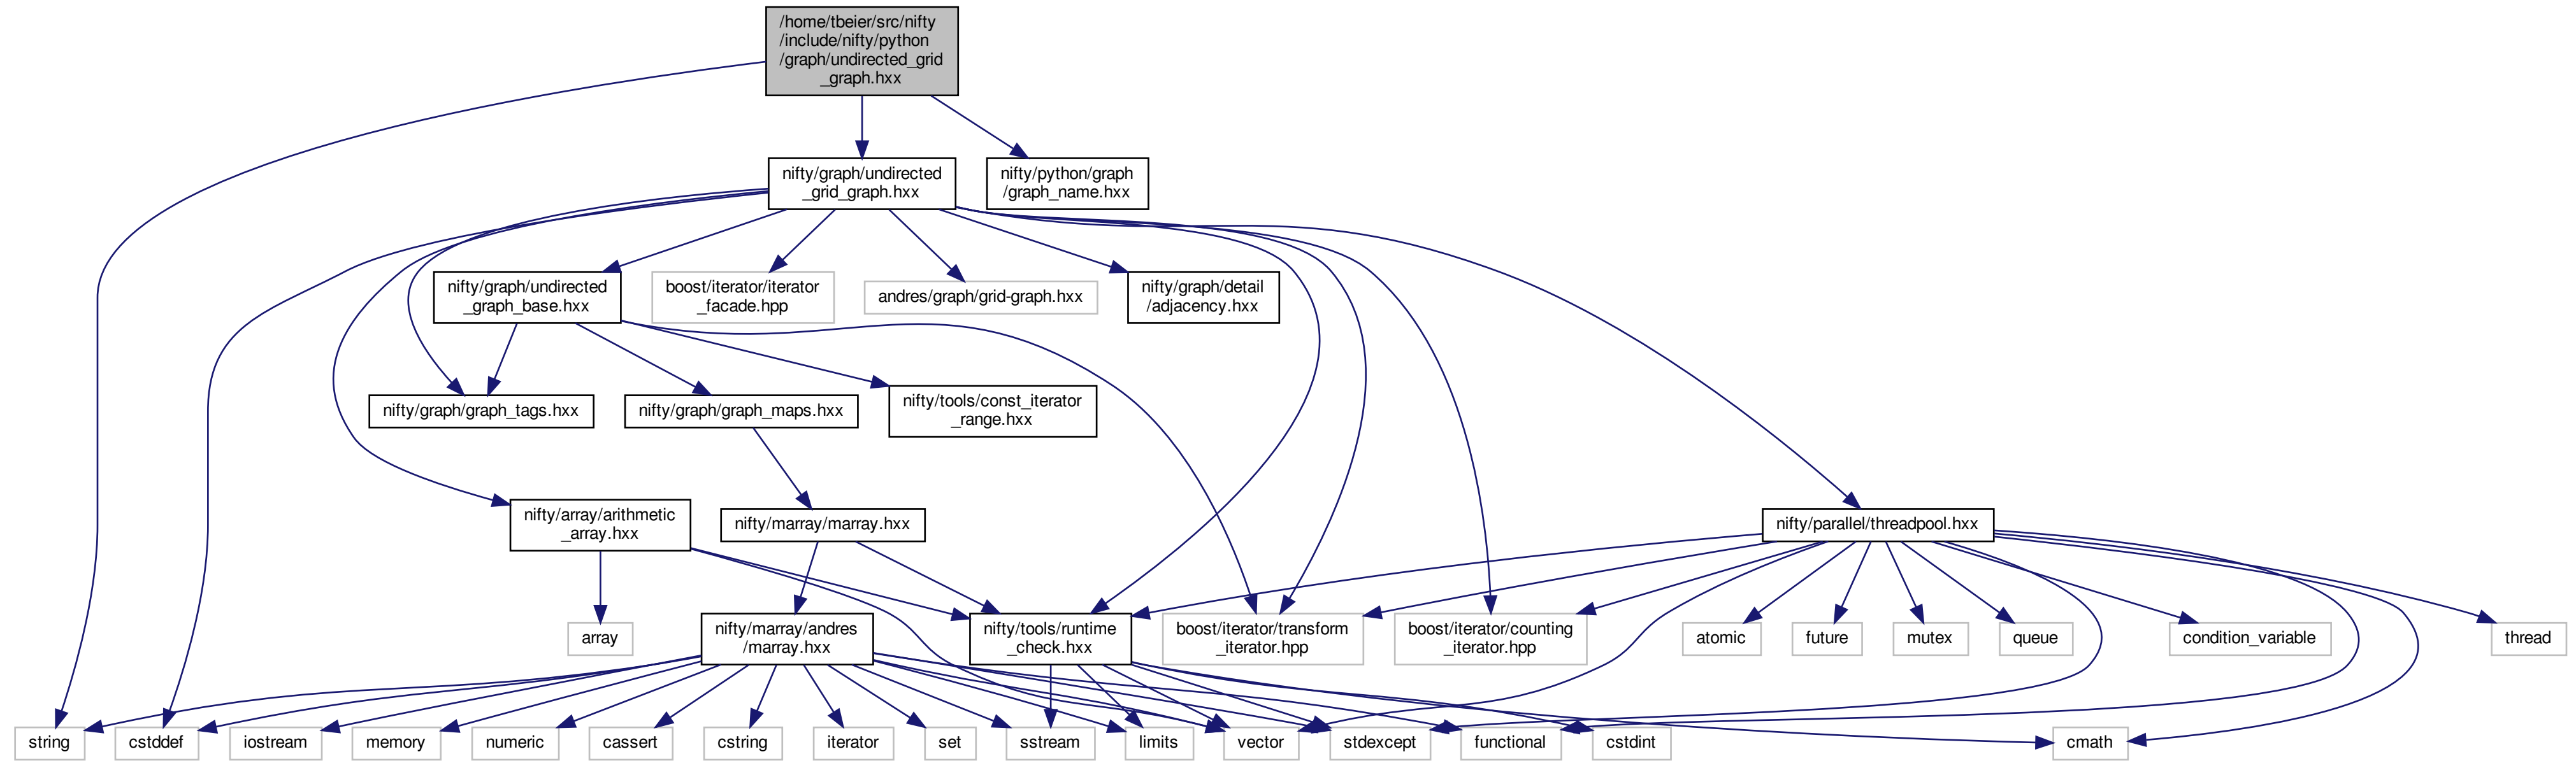 /home/tbeier/src/nifty
/include/nifty/python
/graph/undirected_grid
_graph.hxx
nifty/graph/undirected
_grid_graph.hxx
nifty/python/graph
/graph_name.hxx
nifty/graph/undirected
_graph_base.hxx
boost/iterator/iterator
_facade.hpp
andres/graph/grid-graph.hxx
nifty/graph/detail
/adjacency.hxx
nifty/graph/graph_tags.hxx
nifty/graph/graph_maps.hxx
nifty/tools/const_iterator
_range.hxx
nifty/array/arithmetic
_array.hxx
nifty/marray/marray.hxx
nifty/parallel/threadpool.hxx
array
nifty/marray/andres
/marray.hxx
nifty/tools/runtime
_check.hxx
boost/iterator/transform
_iterator.hpp
boost/iterator/counting
_iterator.hpp
atomic
future
mutex
queue
condition_variable
thread
string
cstddef
iostream
memory
numeric
cassert
cstring
iterator
set
sstream
limits
vector
stdexcept
functional
cstdint
cmath